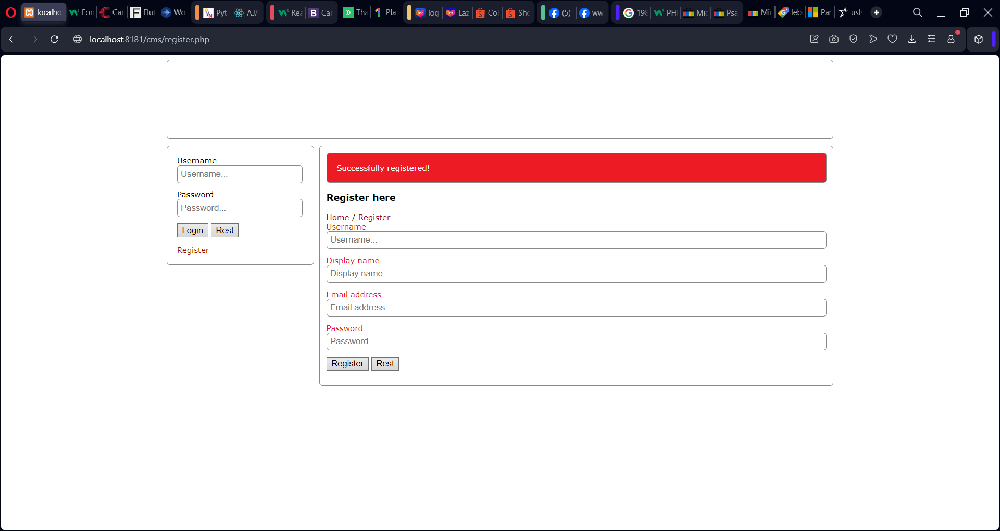 localho
For
Car
Flut
Wo
Pyt
AJA
Rea
Car
Tha
Pla
log
Laz
Col
Sho
(5)
ww
198
PH
Mic
Psa
Mic
leb
Par
usl
localhost:8181/cms/register.php
Username
Username...
Password
Password...
Login
Rest
Register
Successfully registered!
Register here
Home / Register
Username
Username...
Display name
Display name...
Email address
Email address...
Password
Password...
Register
Rest